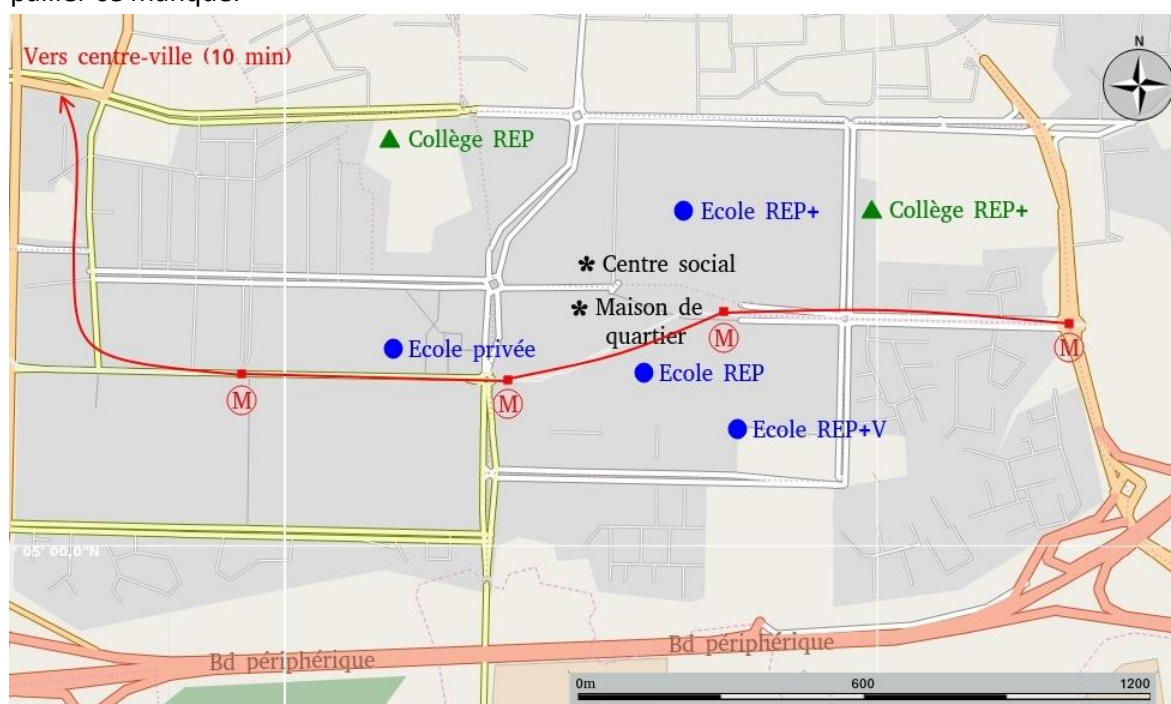 N
Vers centre-ville (10 min)
Collège REP
Ecole REP+
Collège REP+
Centre social
Maison de
quartier
M
M
Ecole privée
Ecole REP
M
M
Ecole REP+V
05' 00.0"N
Bd périphérique
Bd périphérique
0m 600 1200